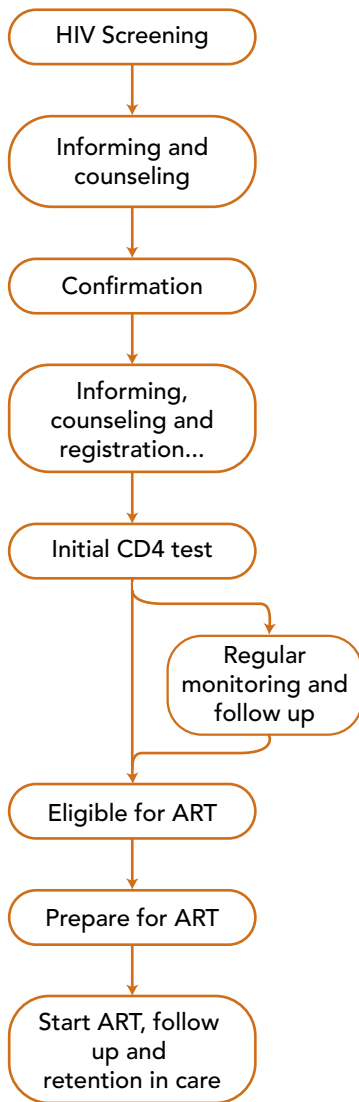 HIV Screening
Informing and
counseling
Confirmation
Informing,
counseling and
registration...
Initial CD4 test
Regular
monitoring and
follow up
Eligible for ART
Prepare for ART
Start ART, follow
up and
retention in care